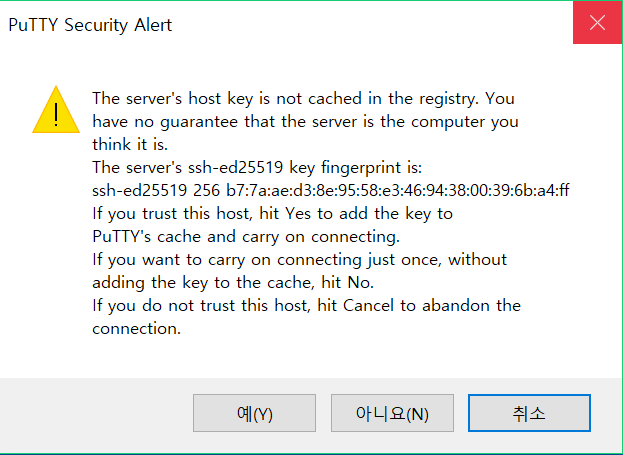 PuTTY Security Alert
The server's host key is not cached in the registry. You
have no guarantee that the server is the computer you
think it is.
The server's ssh-ed25519 key fingerprint is:
ssh-ed25519 256 b7:7a:ae:d3:8e:95:58:e3:46:94:38:00:39:6b:a4:ff
If you trust this host, hit Yes to add the key to
PuTTY's cache and carry on connecting.
If you want to carry on connecting just once, without
adding the key to the cache, hit No.
If you do not trust this host, hit Cancel to abandon the
connection.
예(Y) 아니요(N) 취소